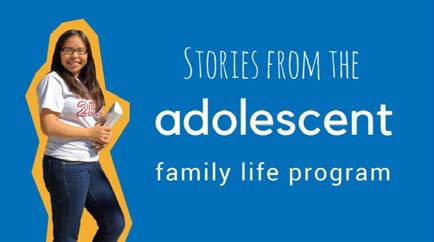 STORIES FROM THE
adolescent
family life program